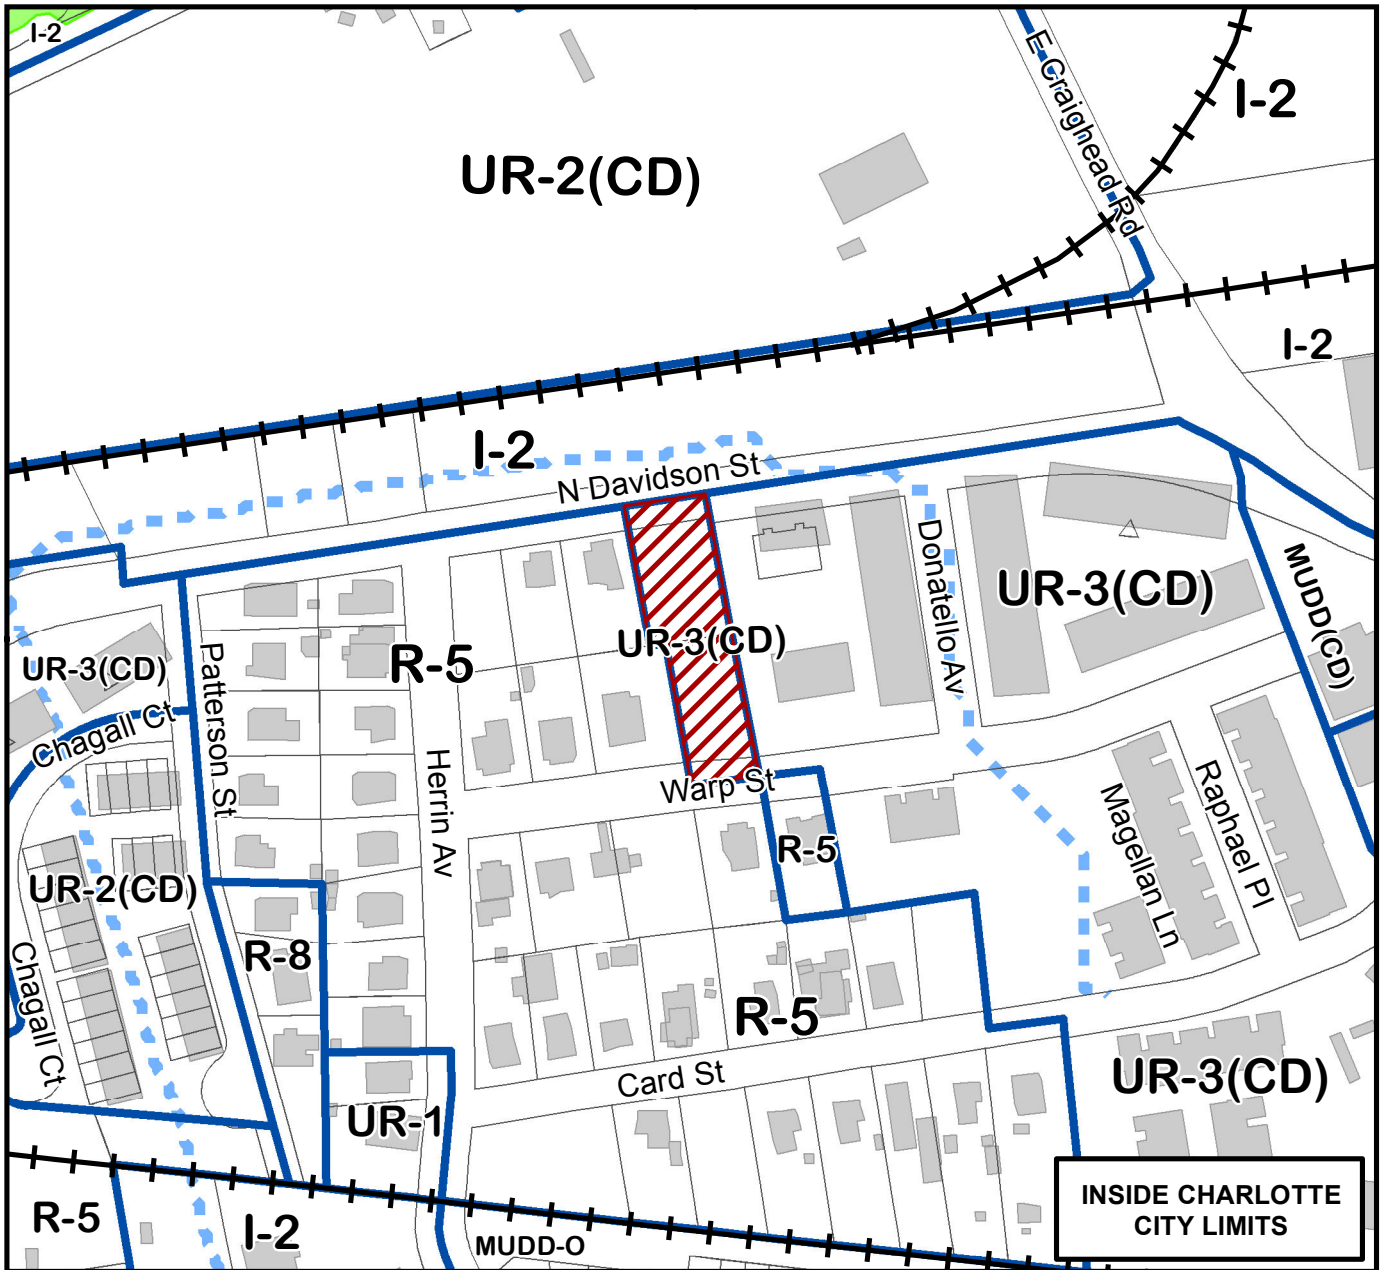 I-2
E Craighead Rd
I-2
UR-2(CD)
I-2
I-2
N Davidson St
Donatello Av
UR-3(CD)
MUDD(CD)
UR-3(CD)
R-5
UR-3(CD)
Patterson St
Chagall Ct
Herrin Av
Warp St
Raphael Pl
Magellan Ln
R-5
UR-2(CD)
R-8
Chagall Ct
R-5
Card St
UR-3(CD)
UR-1
R-5
I-2
MUDD-O
INSIDE CHARLOTTE
CITY LIMITS